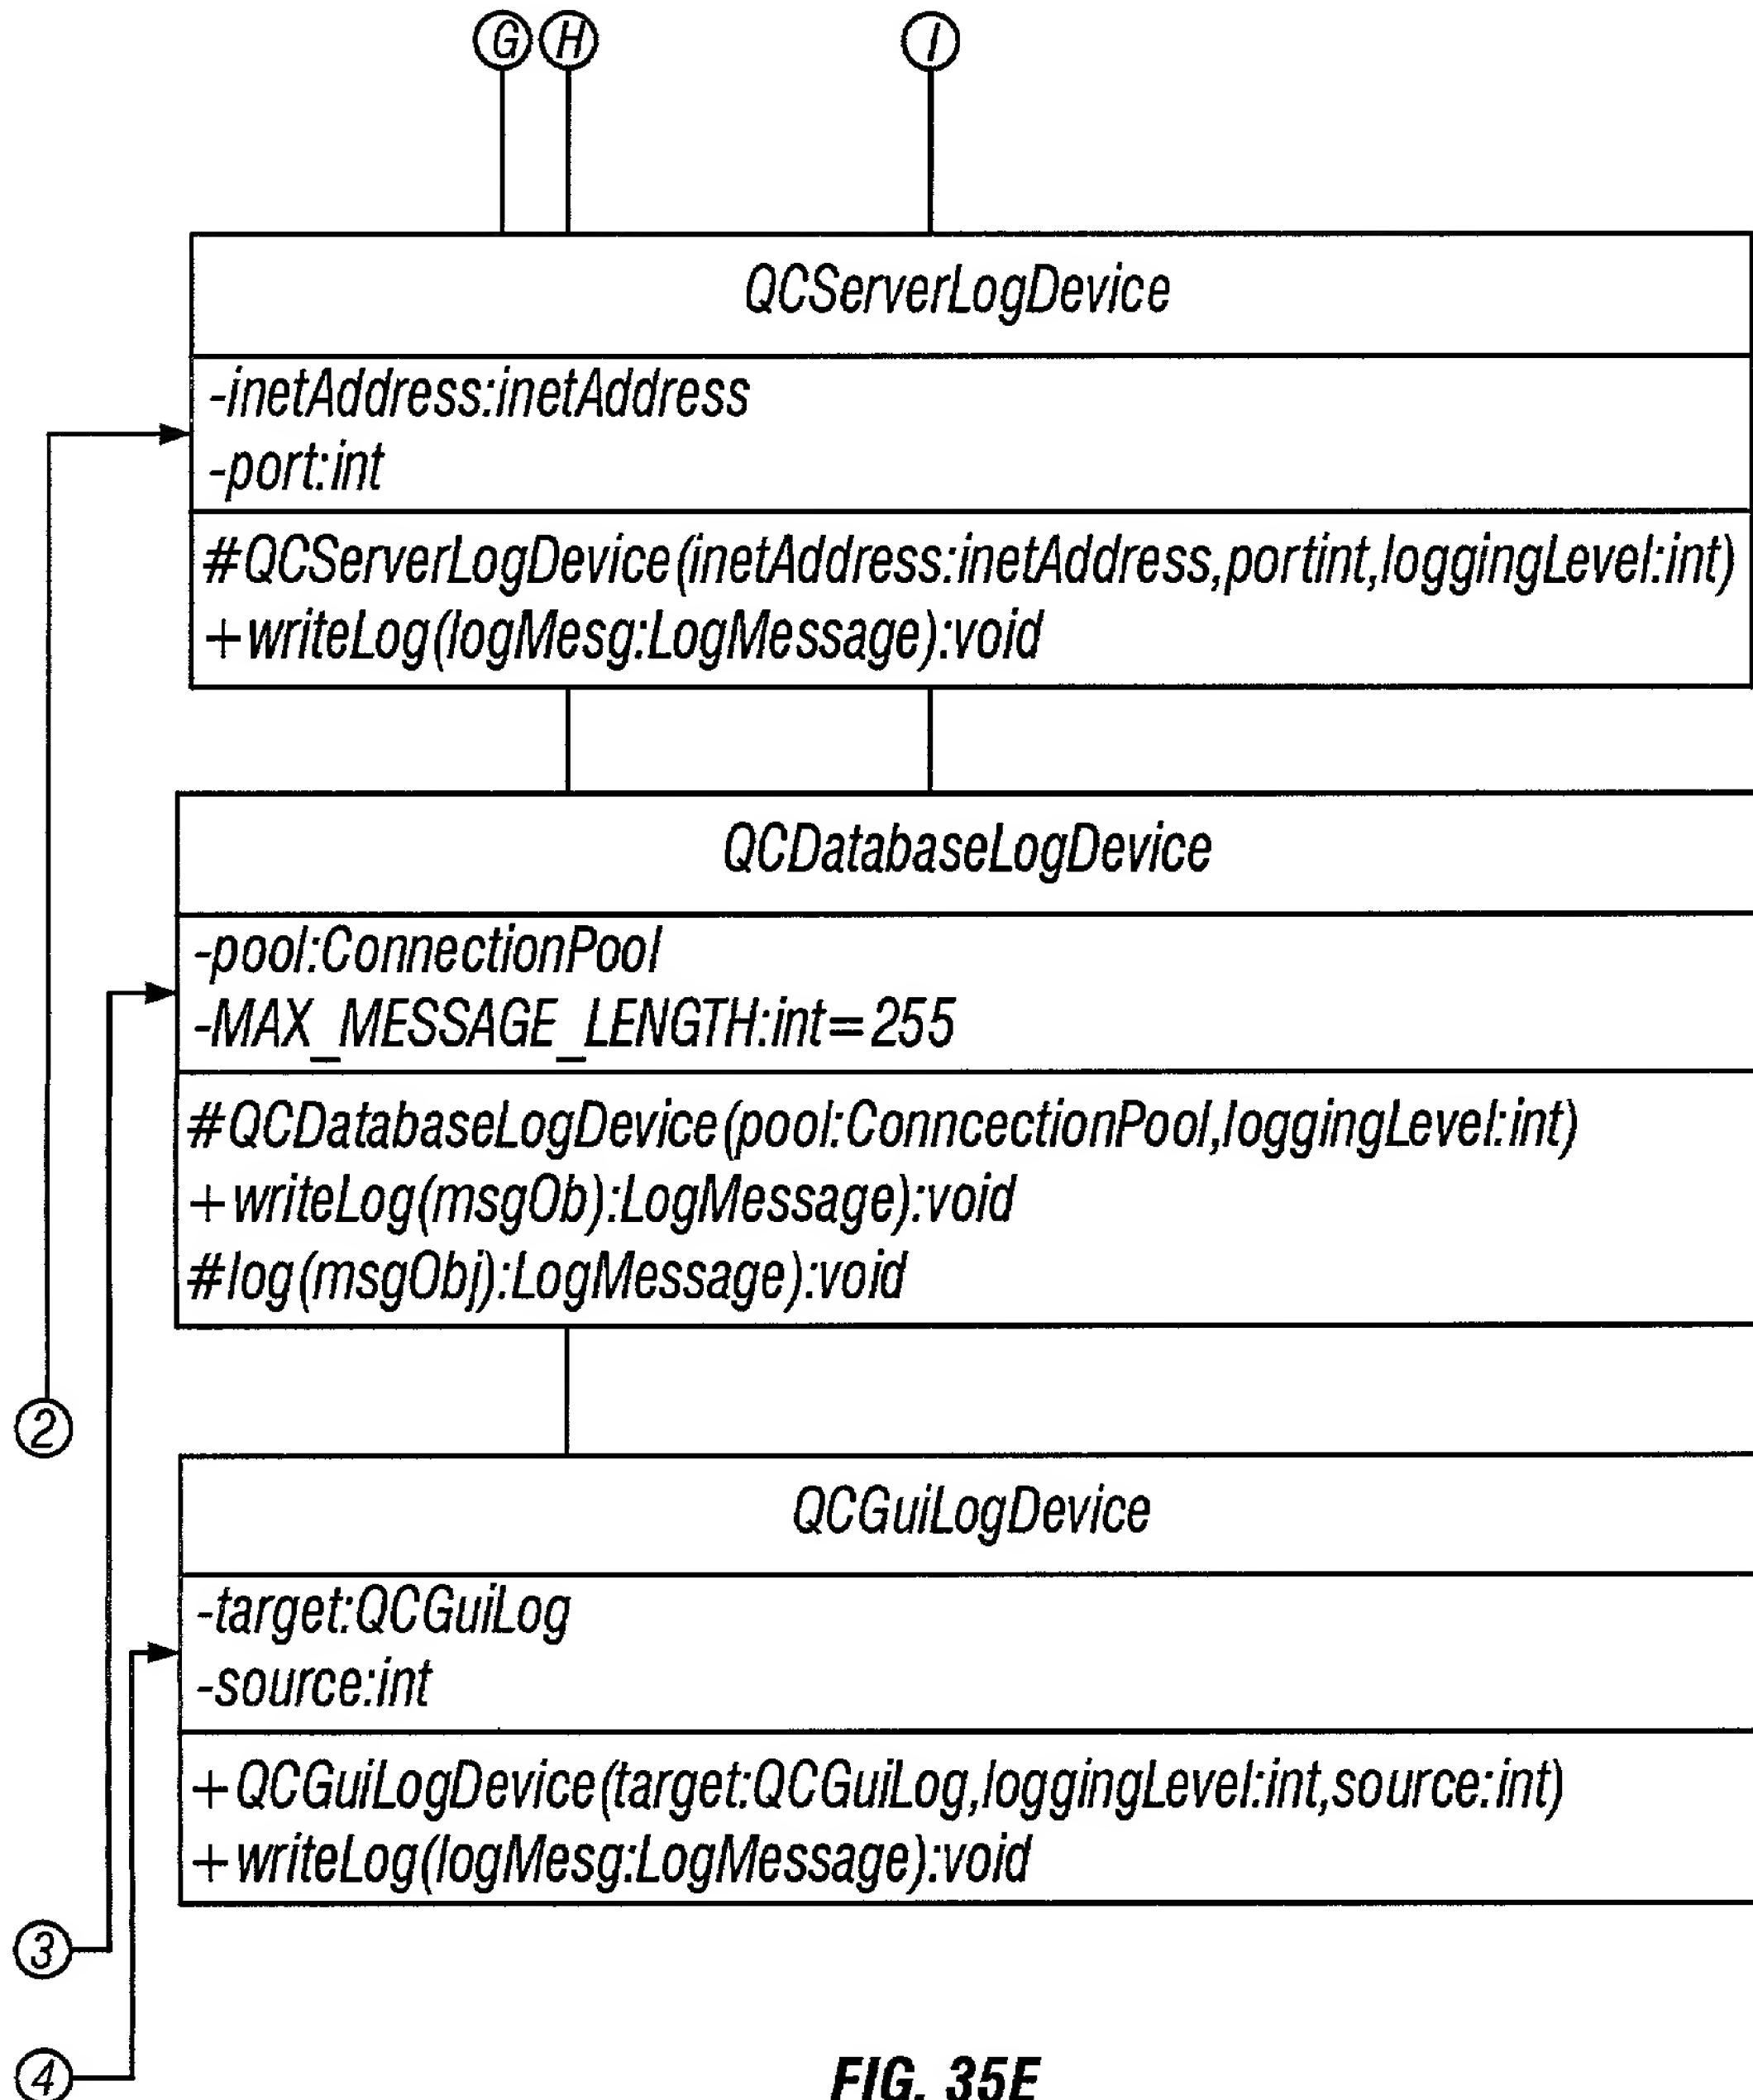 G H I
QCServerLogDevice
-inetAddress:inetAddress
-port:int
#QCServerLogDevice(inetAddress:inetAddress,portint,loggingLevel:int)
+writeLog(logMesg:LogMessage):void
QCDatabaseLogDevice
-pool:ConnectionPool
-MAX_MESSAGE_LENGTH:int=255
#QCDatabaseLogDevice(pool:ConncectionPool,loggingLevel:int)
+writeLog(msgOb):LogMessage):void
#log(msgObj):LogMessage):void
2
QCGuiLogDevice
-target:QCGuiLog
-source:int
+QCGuiLogDevice(target:QCGuiLog,loggingLevel:int,source:int)
+writeLog(logMesg:LogMessage):void
3
4
FIG. 35E